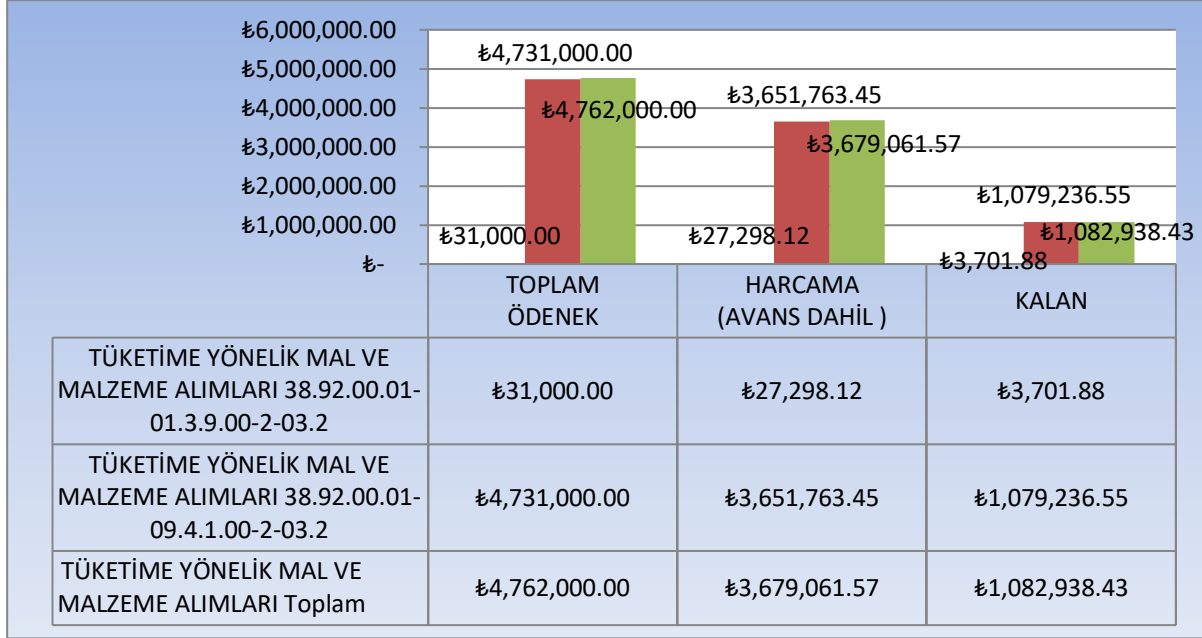 ₺6,000,000.00
₺5,000,000.00
₺4,000,000.00
₺3,000,000.00
₺2,000,000.00
₺1,000,000.00
₺-
₺4,731,000.00
₺4,762,000.00
₺31,000.00
₺3,651,763.45
₺3,679,061.57
₺27,298.12
₺1,079,236.55
₺1,082,938.43
₺3,701.88
TOPLAM
ÖDENEK
HARCAMA
(AVANS DAHİL )
KALAN
TÜKETİME YÖNELİK MAL VE
MALZEME ALIMLARI 38.92.00.01-
01.3.9.00-2-03.2
₺31,000.00
₺27,298.12
₺3,701.88
TÜKETİME YÖNELİK MAL VE
MALZEME ALIMLARI 38.92.00.01-
09.4.1.00-2-03.2
₺4,731,000.00
₺3,651,763.45
₺1,079,236.55
TÜKETİME YÖNELİK MAL VE
MALZEME ALIMLARI Toplam
₺4,762,000.00
₺3,679,061.57
₺1,082,938.43